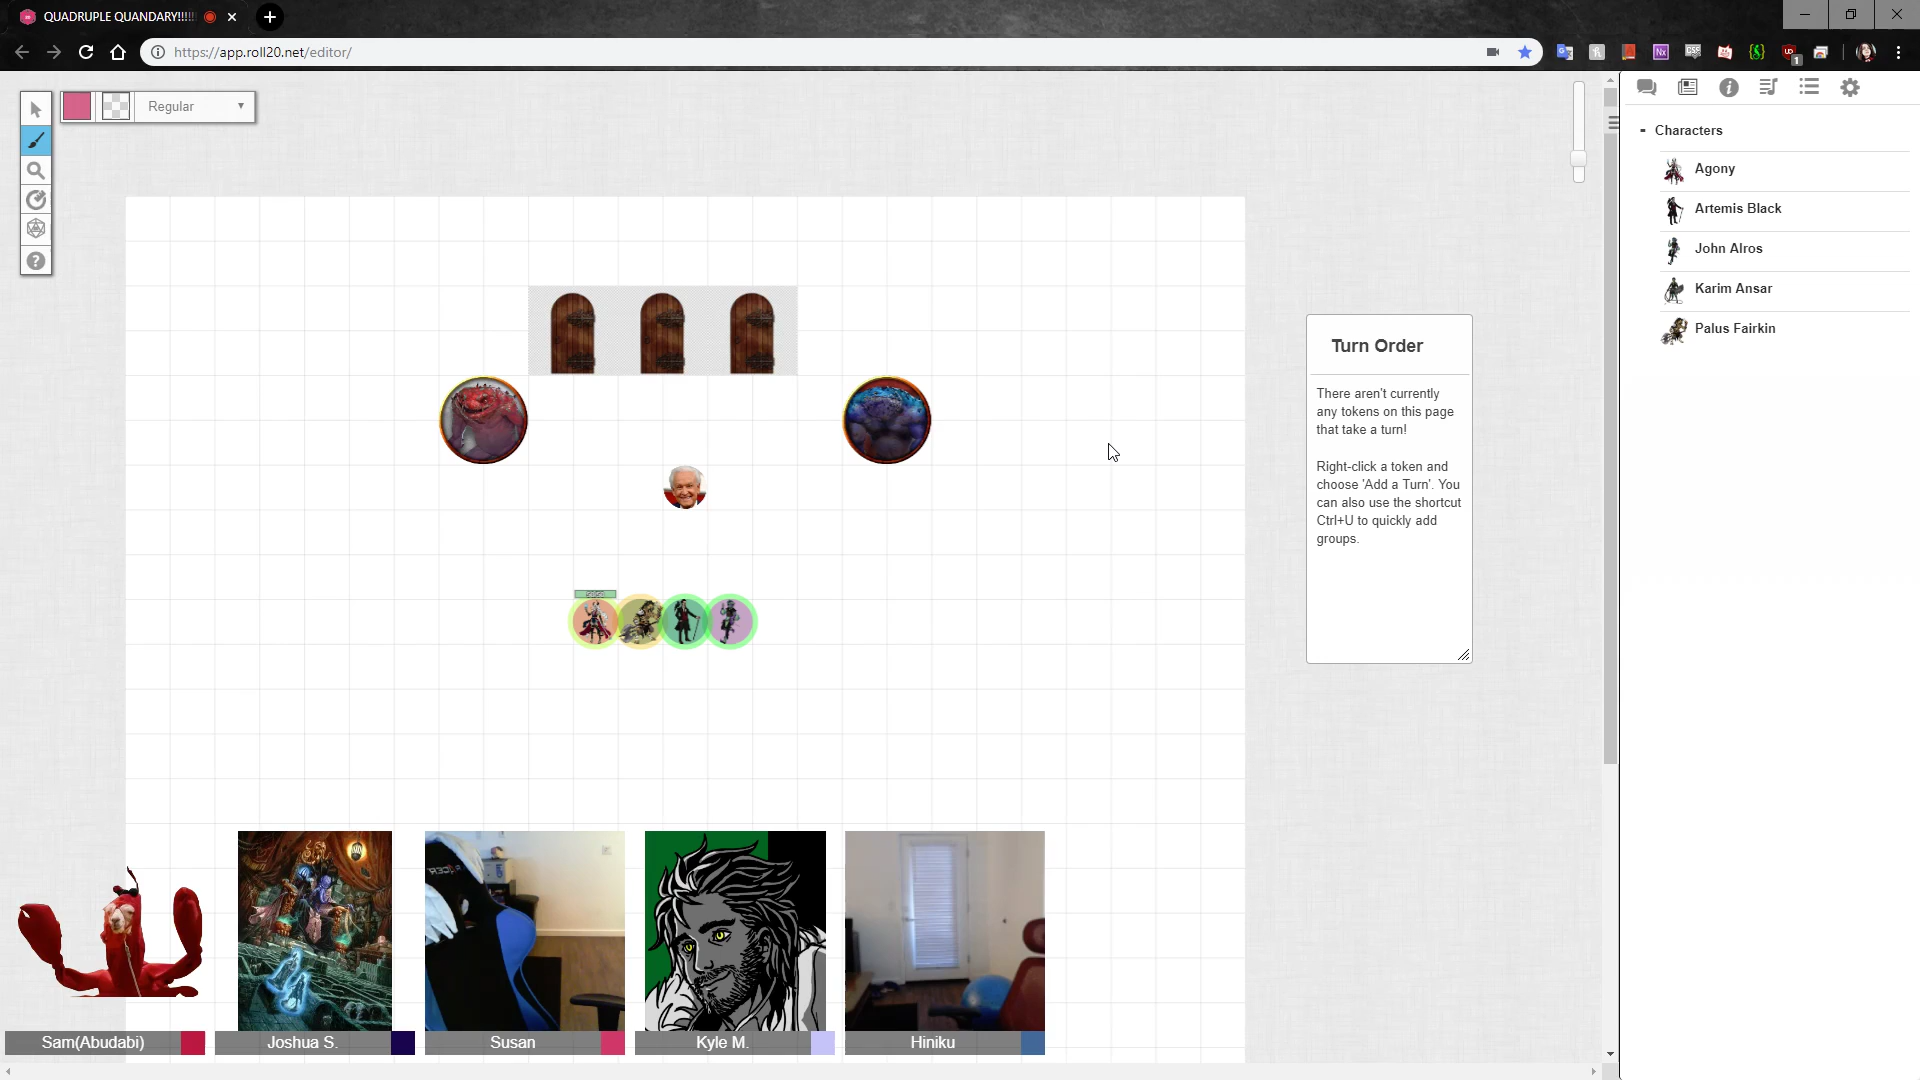 QUADRUPLE QUANDARY!!!!
https://app.roll20.net/editor/
Regular
Characters
Agony
Artemis Black
John Alros
Karim Ansar
Palus Fairkin
Turn Order
There aren't currently
any tokens on this page
that take a turn!
Right-click a token and
choose 'Add a Turn'. You
can also use the shortcut
Ctrl+U to quickly add
groups.
Sam(Abudabi)
Joshua S.
Susan
Kyle M.
Hiniku